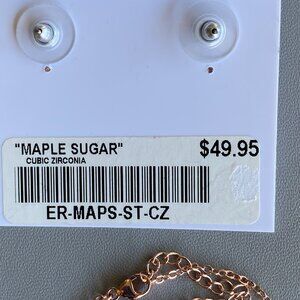 "MAPLE SUGAR" $49.95
CUBIC ZIRCONIA
ER-MAPS-ST-CZ